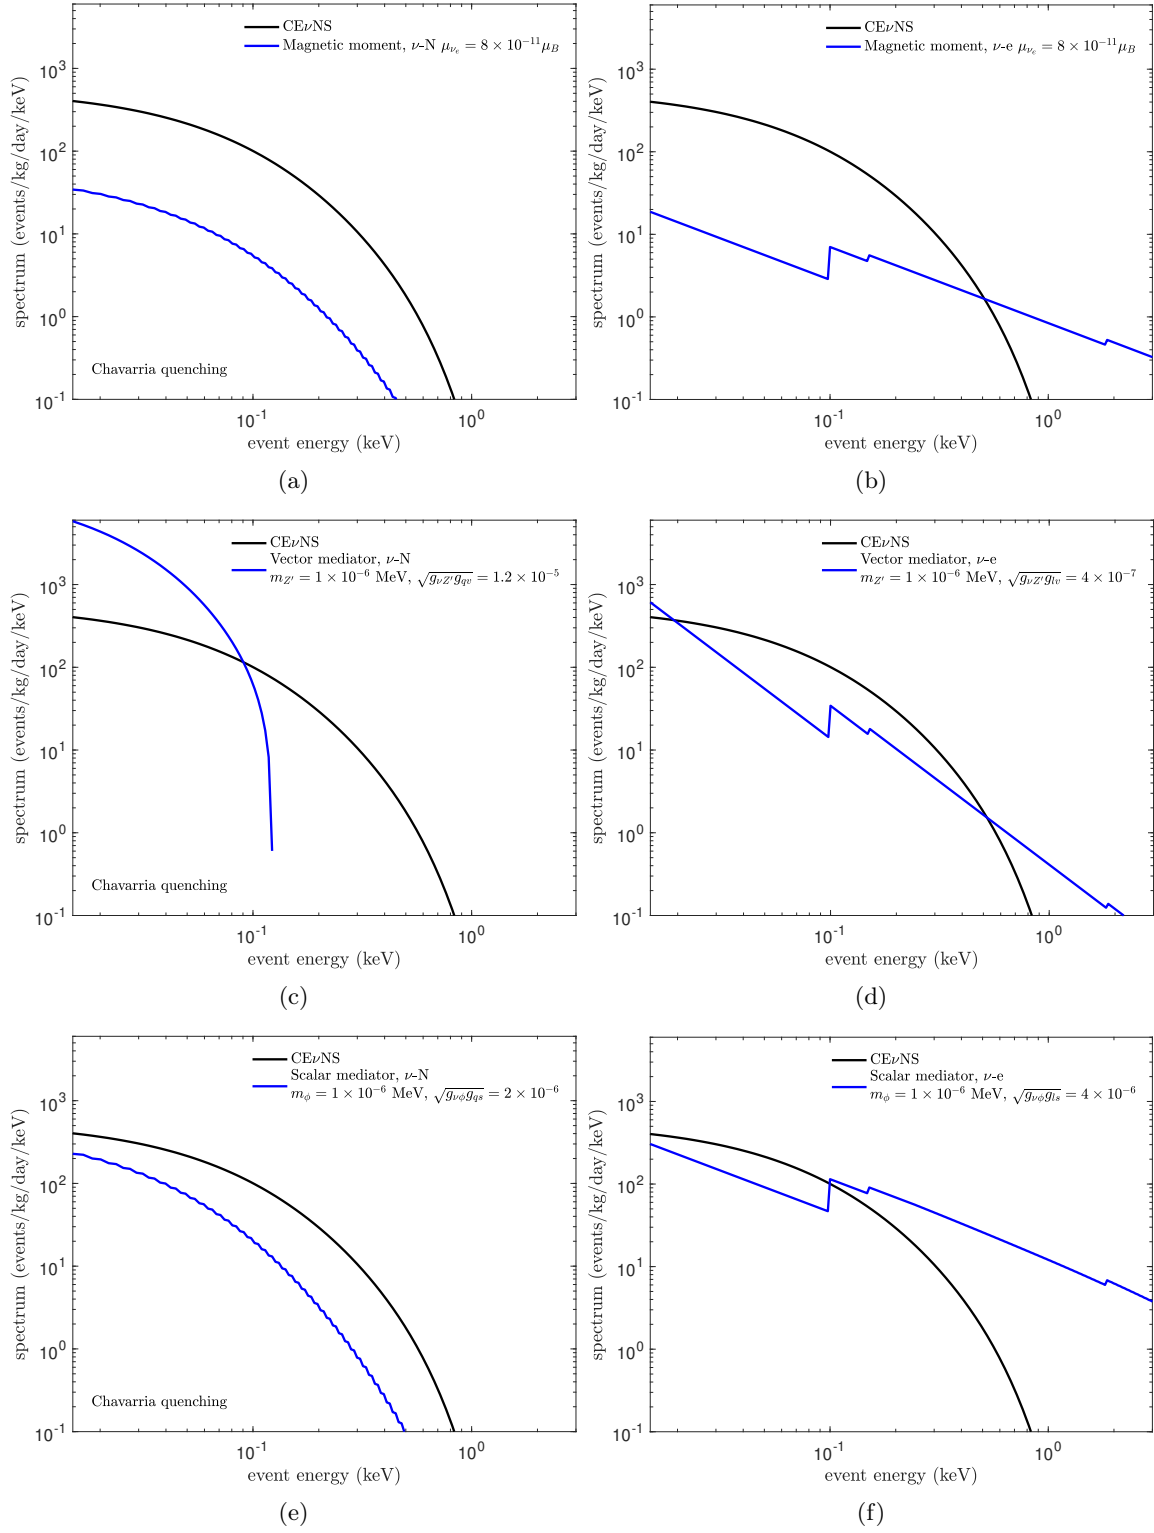 CEνNS
Magnetic moment, ν-N μ_{ν_e} = 8 × 10^{-11} μ_B
spectrum (events/kg/day/keV)
10^3
10^2
10^1
10^0
10^{-1}
Chavarria quenching
10^{-1} 10^0
event energy (keV)
(a)
CEνNS
Magnetic moment, ν-e μ_{ν_e} = 8 × 10^{-11} μ_B
spectrum (events/kg/day/keV)
10^3
10^2
10^1
10^0
10^{-1}
10^{-1} 10^0
event energy (keV)
(b)
CEνNS
Vector mediator, ν-N
m_{Z'} = 1 × 10^{-6} MeV, √(g_{νZ'} g_{qv}) = 1.2 × 10^{-5}
spectrum (events/kg/day/keV)
10^3
10^2
10^1
10^0
10^{-1}
Chavarria quenching
10^{-1} 10^0
event energy (keV)
(c)
CEνNS
Vector mediator, ν-e
m_{Z'} = 1 × 10^{-6} MeV, √(g_{νZ'} g_{lv}) = 4 × 10^{-7}
spectrum (events/kg/day/keV)
10^3
10^2
10^1
10^0
10^{-1}
10^{-1} 10^0
event energy (keV)
(d)
CEνNS
Scalar mediator, ν-N
m_ϕ = 1 × 10^{-6} MeV, √(g_{νϕ} g_{qs}) = 2 × 10^{-6}
spectrum (events/kg/day/keV)
10^3
10^2
10^1
10^0
10^{-1}
Chavarria quenching
10^{-1} 10^0
event energy (keV)
(e)
CEνNS
Scalar mediator, ν-e
m_ϕ = 1 × 10^{-6} MeV, √(g_{νϕ} g_{ls}) = 4 × 10^{-6}
spectrum (events/kg/day/keV)
10^3
10^2
10^1
10^0
10^{-1}
10^{-1} 10^0
event energy (keV)
(f)